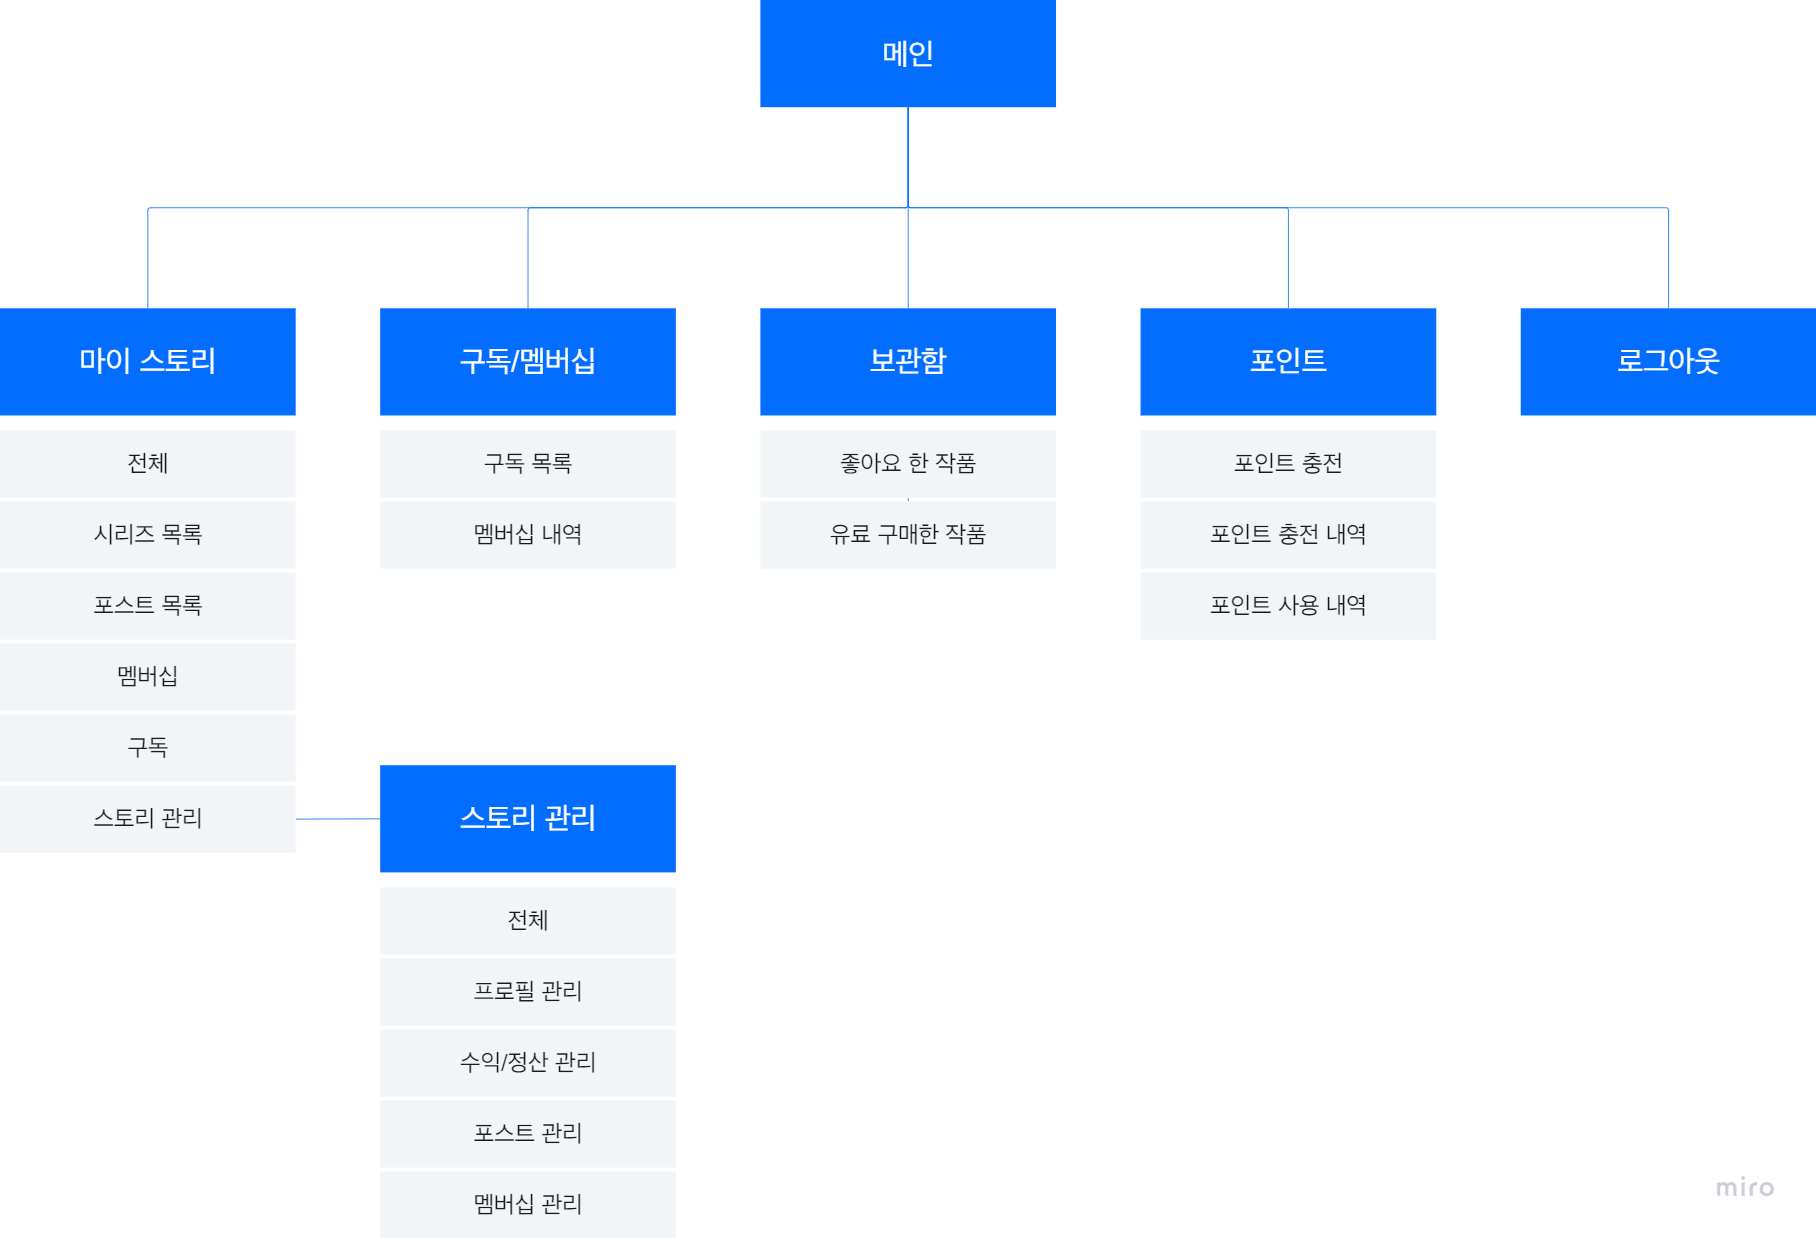 메인
마이 스토리
구독/멤버십
보관함
포인트
로그아웃
전체
시리즈 목록
포스트 목록
멤버십
구독
스토리 관리
구독 목록
멤버십 내역
좋아요 한 작품
유료 구매한 작품
포인트 충전
포인트 충전 내역
포인트 사용 내역
스토리 관리
전체
프로필 관리
수익/정산 관리
포스트 관리
멤버십 관리
miro